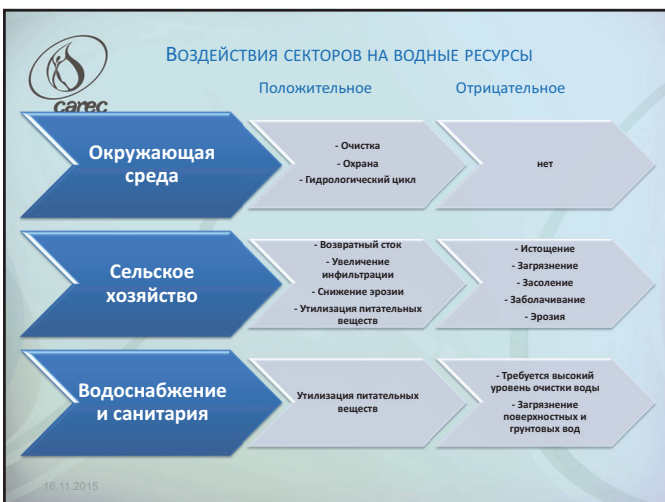 ВОЗДЕЙСТВИЯ СЕКТОРОВ НА ВОДНЫЕ РЕСУРСЫ
carec
Положительное
Отрицательное
Окружающая
среда
- Очистка
- Охрана
- Гидрологический цикл
нет
Сельское
хозяйство
- Возвратный сток
- Увеличение
инфильтрации
- Снижение эрозии
- Утилизация питательных
веществ
- Истощение
- Загрязнение
- Засоление
- Заболачивание
- Эрозия
Водоснабжение
и санитария
Утилизация питательных
веществ
- Требуется высокий
уровень очистки воды
- Загрязнение
поверхностных и
грунтовых вод
16.11.2015